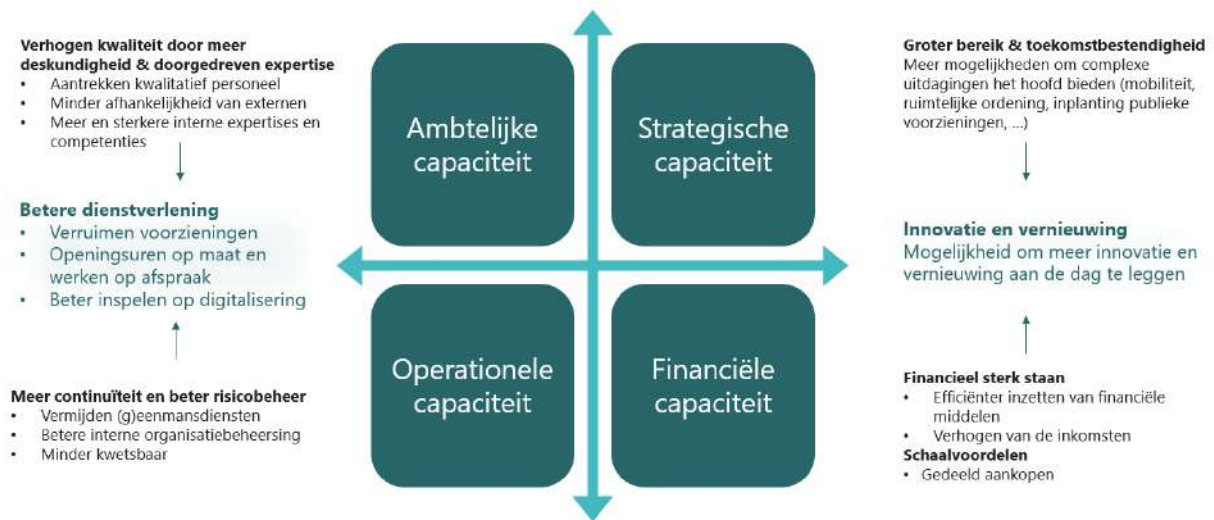 Verhogen kwaliteit door meer
deskundigheid & doorgedreven expertise
• Aantrekken kwalitatief personeel
• Minder afhankelijkheid van externen
• Meer en sterkere interne expertises en
competenties
Betere dienstverlening
• Verruimen voorzieningen
• Openingsuren op maat en
werken op afspraak
• Beter inspelen op digitalisering
Meer continuïteit en beter risicobeheer
• Vermijden (g)eenmansdiensten
• Betere interne organisatiebeheersing
• Minder kwetsbaar
Ambtelijke
capaciteit
Strategische
capaciteit
Operationele
capaciteit
Financiële
capaciteit
Groter bereik & toekomstbestendigheid
Meer mogelijkheden om complexe
uitdagingen het hoofd bieden (mobiliteit,
ruimtelijke ordening, inplanting publieke
voorzieningen, ...)
Innovatie en vernieuwing
Mogelijkheid om meer innovatie en
vernieuwing aan de dag te leggen
Financieel sterk staan
• Efficiënter inzetten van financiële
middelen
• Verhogen van de inkomsten
Schaalvoordelen
• Gedeeld aankopen